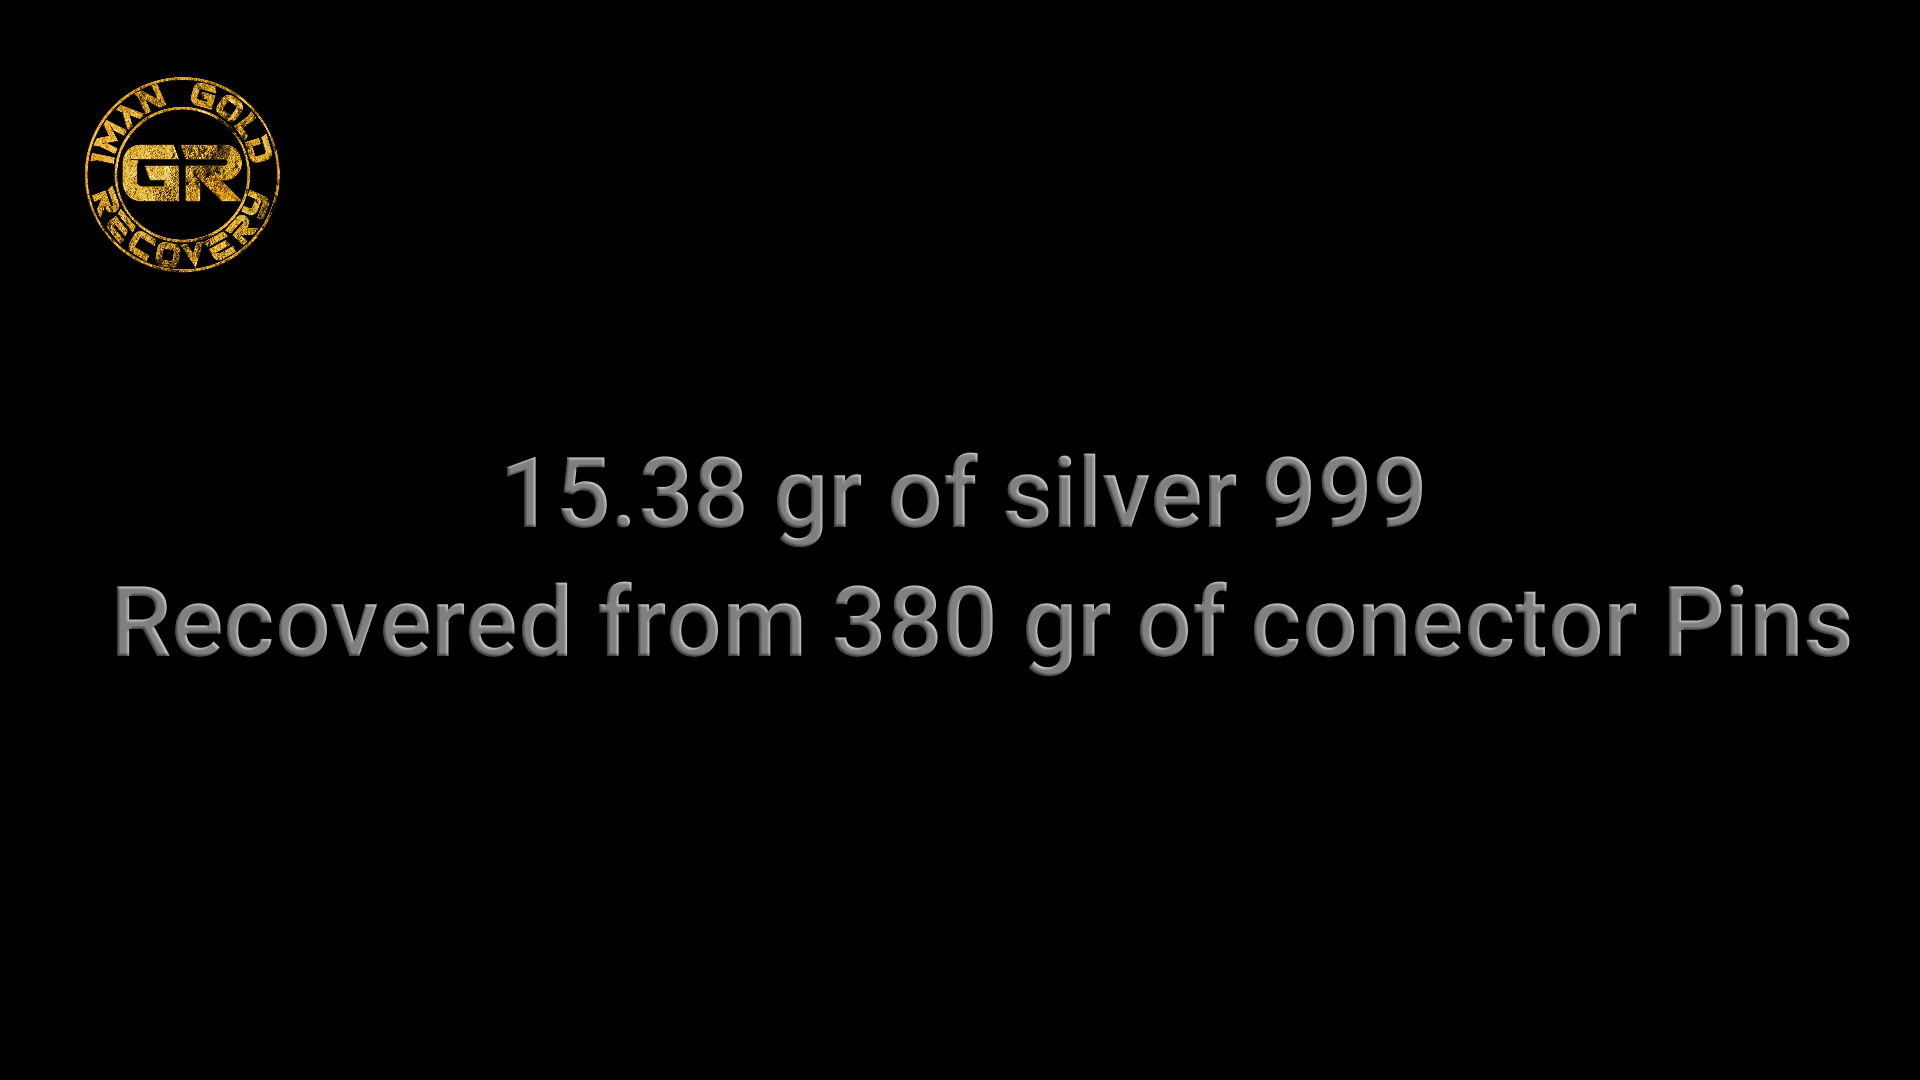 IMAN GOLD
GR
RECOVERY
15.38 gr of silver 999
Recovered from 380 gr of conector Pins